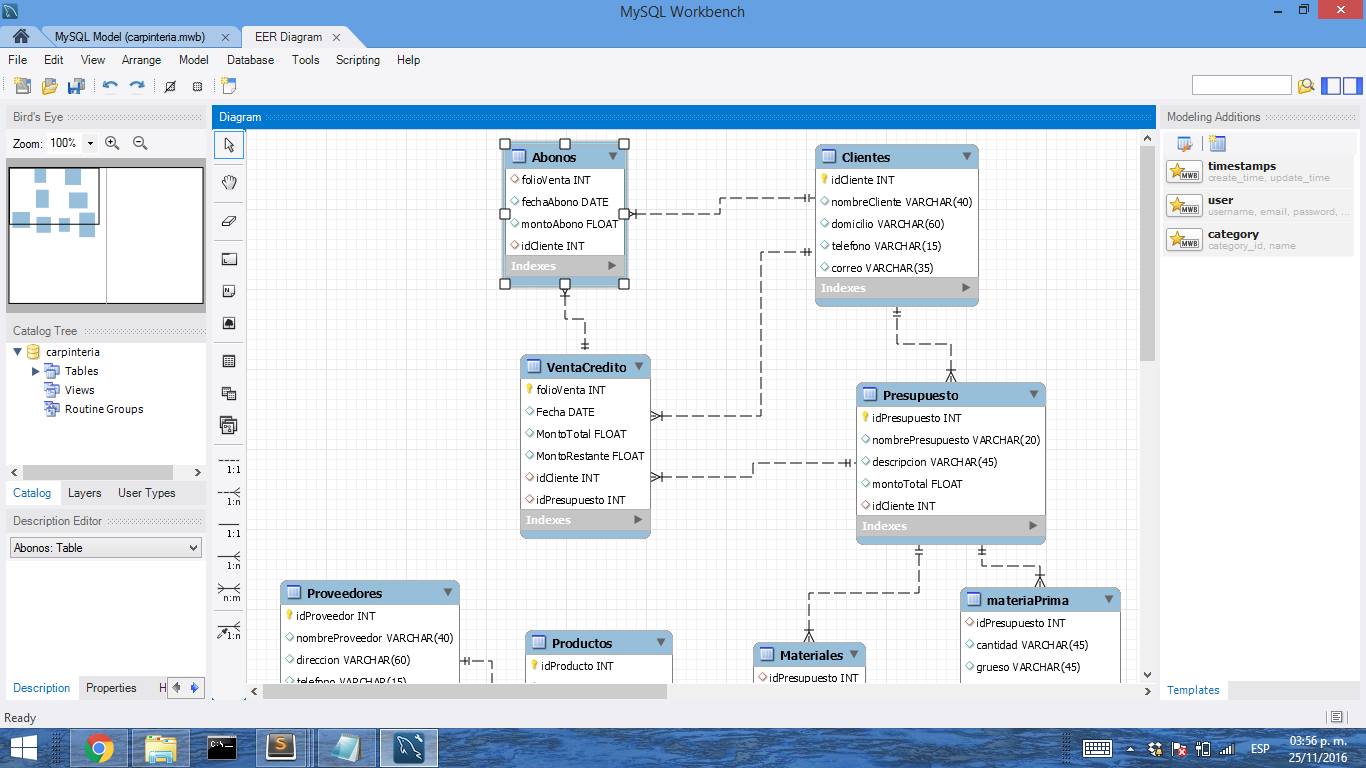 MySQL Workbench
MySQL Model (carpinteria.mwb)
EER Diagram
File Edit View Arrange Model Database Tools Scripting Help
Bird's Eye
Zoom: 100%
Catalog Tree
carpinteria
Tables
Views
Routine Groups
Catalog Layers User Types
Description Editor
Abonos: Table
Description Properties H
Diagram
1:1
1:n
1:1
1:n
n:m
1:n
Abonos
folioVenta INT
fechaAbono DATE
montoAbono FLOAT
idCliente INT
Indexes
Clientes
idCliente INT
nombreCliente VARCHAR(40)
domicilio VARCHAR(60)
telefono VARCHAR(15)
correo VARCHAR(35)
Indexes
VentaCredito
folioVenta INT
Fecha DATE
MontoTotal FLOAT
MontoRestante FLOAT
idCliente INT
idPresupuesto INT
Indexes
Presupuesto
idPresupuesto INT
nombrePresupuesto VARCHAR(20)
descripcion VARCHAR(45)
montoTotal FLOAT
idCliente INT
Indexes
Proveedores
idProveedor INT
nombreProveedor VARCHAR(40)
direccion VARCHAR(60)
telefono VARCHAR(15)
Productos
idProducto INT
Materiales
idPresupuesto INT
materiaPrima
idPresupuesto INT
cantidad VARCHAR(45)
grueso VARCHAR(45)
Modeling Additions
MWB
timestamps
create_time, update_time
MWB
user
username, email, password, ...
MWB
category
category_id, name
Templates
Ready
C:\_
S
ESP
03:56 p. m.
25/11/2016